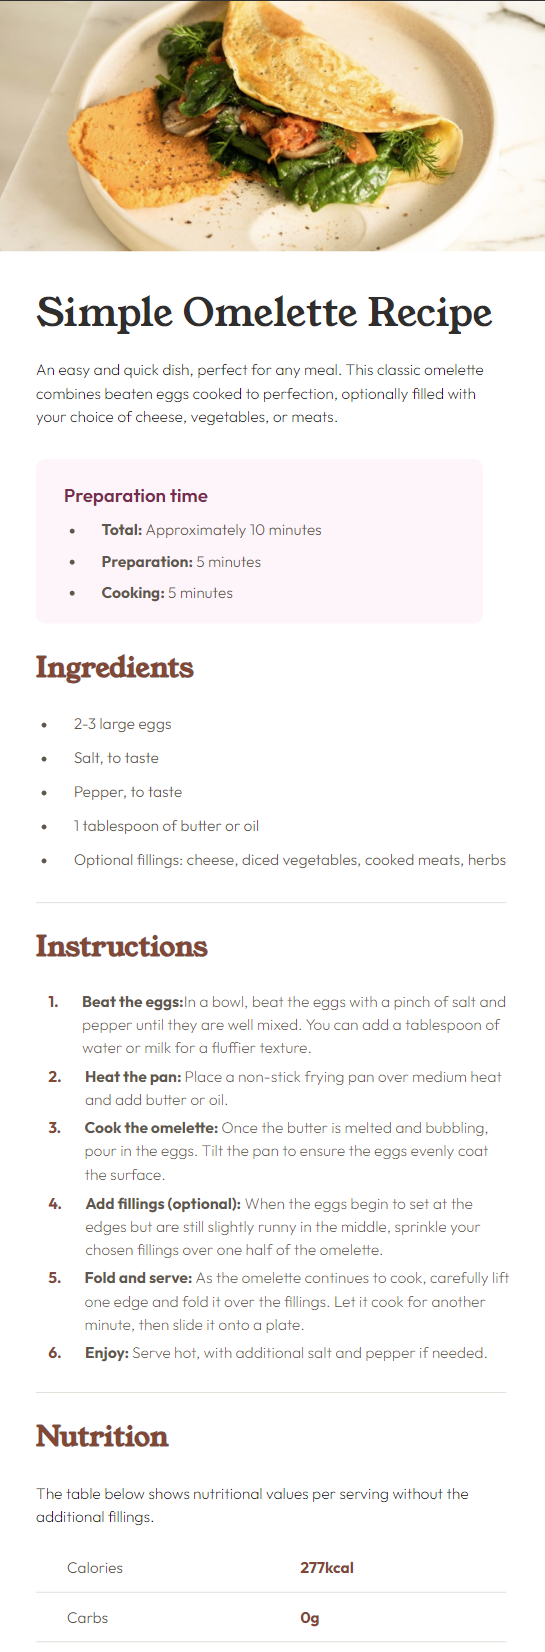 Simple Omelette Recipe
An easy and quick dish, perfect for any meal. This classic omelette
combines beaten eggs cooked to perfection, optionally filled with
your choice of cheese, vegetables, or meats.
Preparation time
• Total: Approximately 10 minutes
• Preparation: 5 minutes
• Cooking: 5 minutes
Ingredients
• 2-3 large eggs
• Salt, to taste
• Pepper, to taste
• 1 tablespoon of butter or oil
• Optional fillings: cheese, diced vegetables, cooked meats, herbs
Instructions
1. Beat the eggs:In a bowl, beat the eggs with a pinch of salt and
pepper until they are well mixed. You can add a tablespoon of
water or milk for a fluffier texture.
2. Heat the pan: Place a non-stick frying pan over medium heat
and add butter or oil.
3. Cook the omelette: Once the butter is melted and bubbling,
pour in the eggs. Tilt the pan to ensure the eggs evenly coat
the surface.
4. Add fillings (optional): When the eggs begin to set at the
edges but are still slightly runny in the middle, sprinkle your
chosen fillings over one half of the omelette.
5. Fold and serve: As the omelette continues to cook, carefully lift
one edge and fold it over the fillings. Let it cook for another
minute, then slide it onto a plate.
6. Enjoy: Serve hot, with additional salt and pepper if needed.
Nutrition
The table below shows nutritional values per serving without the
additional fillings.
Calories 277kcal
Carbs 0g